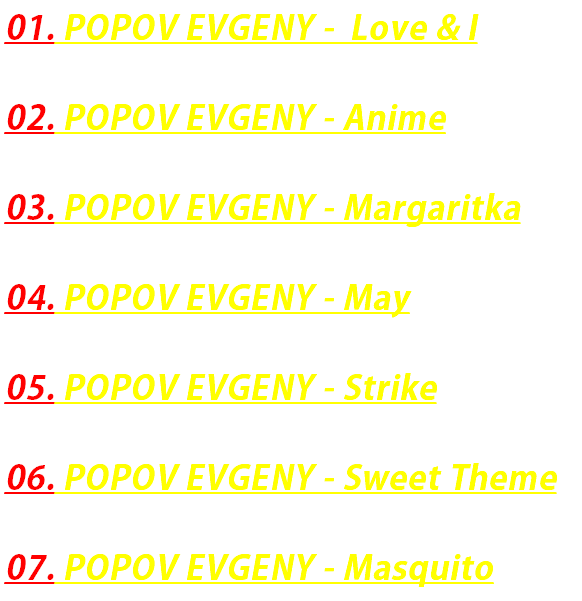 01. POPOV EVGENY - Love & I
02. POPOV EVGENY - Anime
03. POPOV EVGENY - Margaritka
04. POPOV EVGENY - May
05. POPOV EVGENY - Strike
06. POPOV EVGENY - Sweet Theme
07. POPOV EVGENY - Masquito